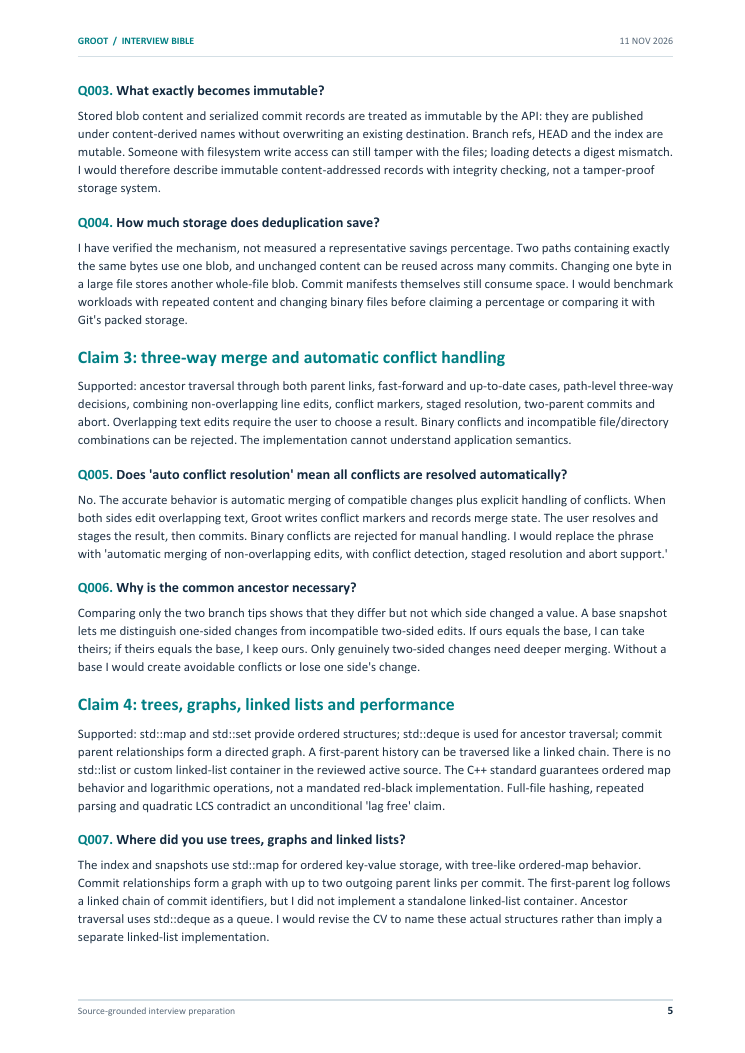 GROOT / INTERVIEW BIBLE
11 NOV 2026
Q003. What exactly becomes immutable?
Stored blob content and serialized commit records are treated as immutable by the API: they are published
under content-derived names without overwriting an existing destination. Branch refs, HEAD and the index are
mutable. Someone with filesystem write access can still tamper with the files; loading detects a digest mismatch.
I would therefore describe immutable content-addressed records with integrity checking, not a tamper-proof
storage system.
Q004. How much storage does deduplication save?
I have verified the mechanism, not measured a representative savings percentage. Two paths containing exactly
the same bytes use one blob, and unchanged content can be reused across many commits. Changing one byte in
a large file stores another whole-file blob. Commit manifests themselves still consume space. I would benchmark
workloads with repeated content and changing binary files before claiming a percentage or comparing it with
Git's packed storage.
Claim 3: three-way merge and automatic conflict handling
Supported: ancestor traversal through both parent links, fast-forward and up-to-date cases, path-level three-way
decisions, combining non-overlapping line edits, conflict markers, staged resolution, two-parent commits and
abort. Overlapping text edits require the user to choose a result. Binary conflicts and incompatible file/directory
combinations can be rejected. The implementation cannot understand application semantics.
Q005. Does 'auto conflict resolution' mean all conflicts are resolved automatically?
No. The accurate behavior is automatic merging of compatible changes plus explicit handling of conflicts. When
both sides edit overlapping text, Groot writes conflict markers and records merge state. The user resolves and
stages the result, then commits. Binary conflicts are rejected for manual handling. I would replace the phrase
with 'automatic merging of non-overlapping edits, with conflict detection, staged resolution and abort support.'
Q006. Why is the common ancestor necessary?
Comparing only the two branch tips shows that they differ but not which side changed a value. A base snapshot
lets me distinguish one-sided changes from incompatible two-sided edits. If ours equals the base, I can take
theirs; if theirs equals the base, I keep ours. Only genuinely two-sided changes need deeper merging. Without a
base I would create avoidable conflicts or lose one side's change.
Claim 4: trees, graphs, linked lists and performance
Supported: std::map and std::set provide ordered structures; std::deque is used for ancestor traversal; commit
parent relationships form a directed graph. A first-parent history can be traversed like a linked chain. There is no
std::list or custom linked-list container in the reviewed active source. The C++ standard guarantees ordered map
behavior and logarithmic operations, not a mandated red-black implementation. Full-file hashing, repeated
parsing and quadratic LCS contradict an unconditional 'lag free' claim.
Q007. Where did you use trees, graphs and linked lists?
The index and snapshots use std::map for ordered key-value storage, with tree-like ordered-map behavior.
Commit relationships form a graph with up to two outgoing parent links per commit. The first-parent log follows
a linked chain of commit identifiers, but I did not implement a standalone linked-list container. Ancestor
traversal uses std::deque as a queue. I would revise the CV to name these actual structures rather than imply a
separate linked-list implementation.
Source-grounded interview preparation
5